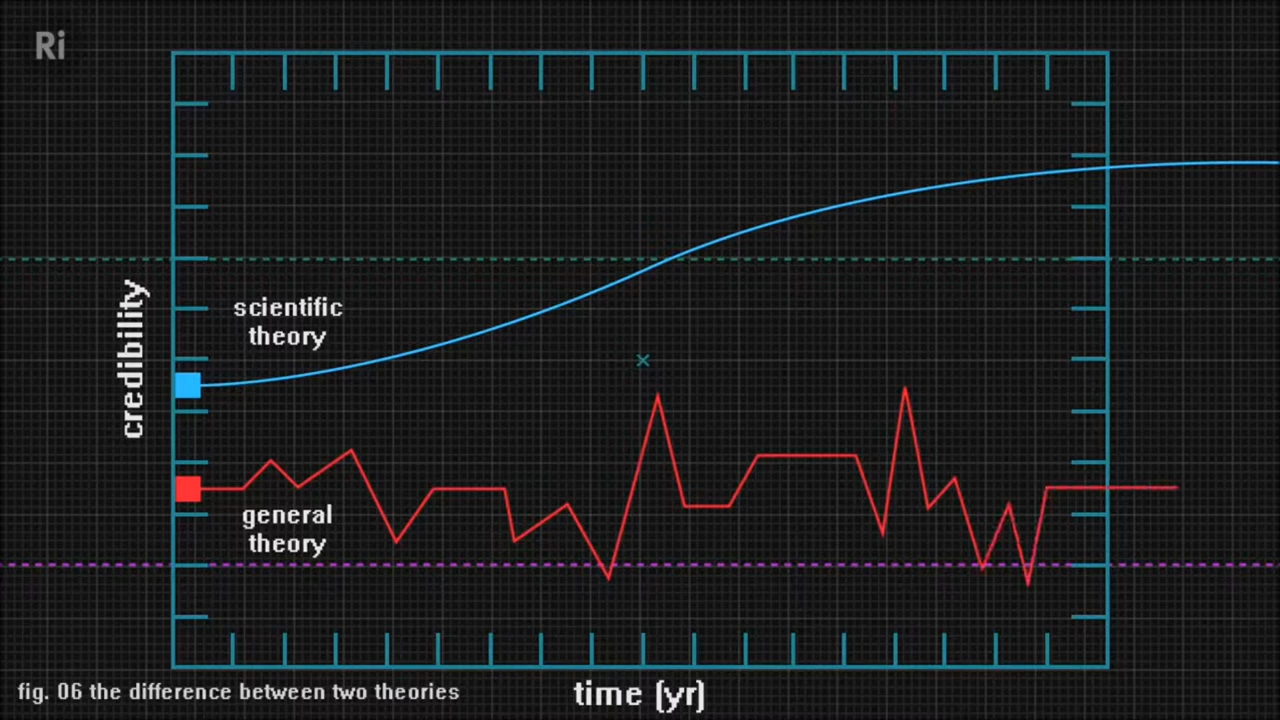 Ri
credibility
scientific
theory
general
theory
fig. 06 the difference between two theories
time (yr)